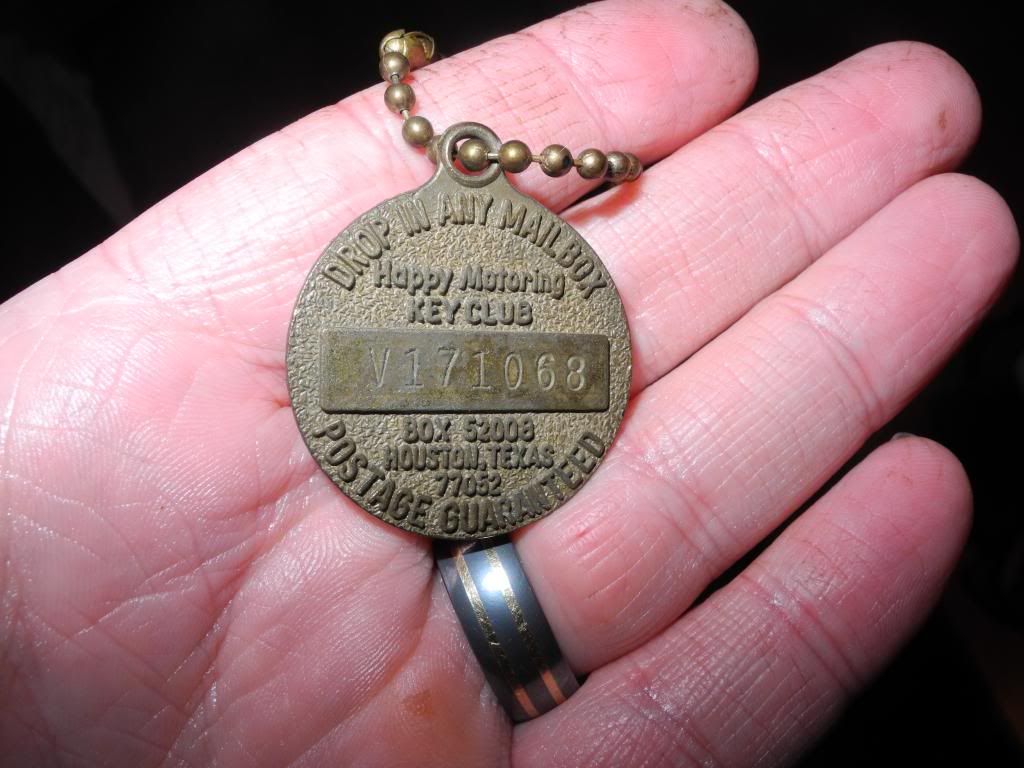 DROP IN ANY MAILBOX
Happy Motoring
KEY CLUB
V171068
BOX 52008
HOUSTON, TEXAS
77052
POSTAGE GUARANTEED